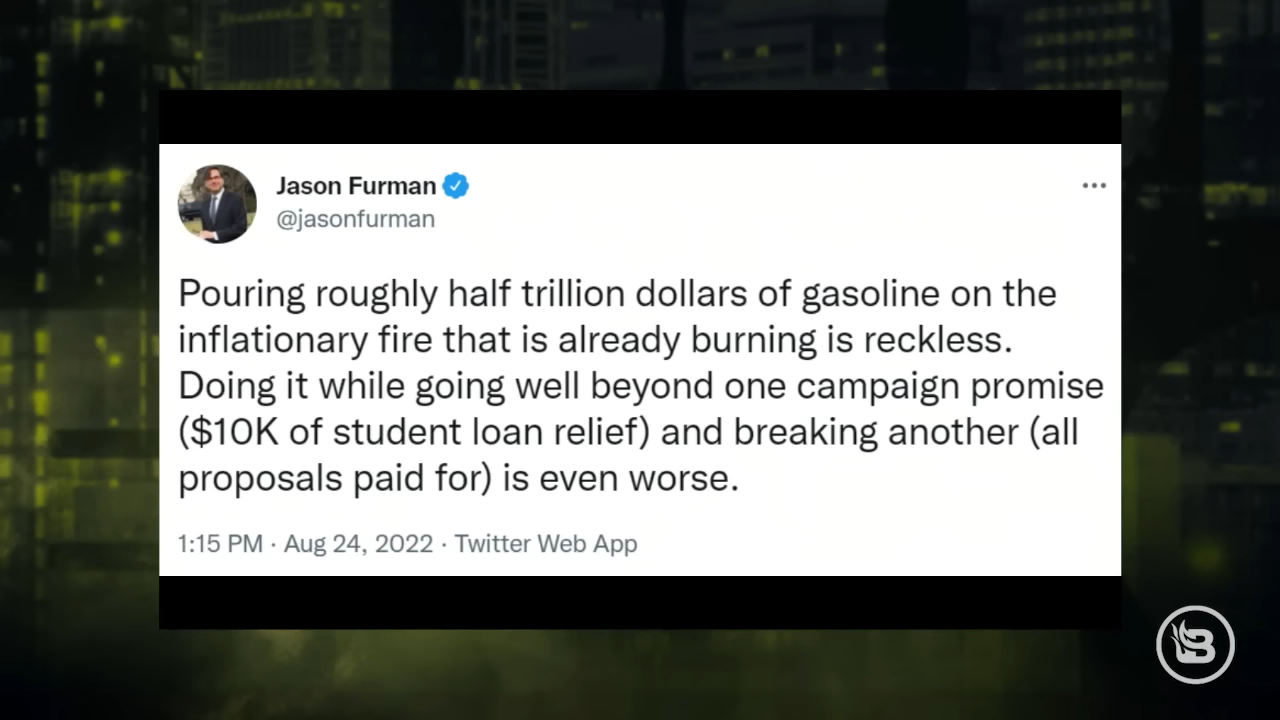 Jason Furman
@jasonfurman
Pouring roughly half trillion dollars of gasoline on the
inflationary fire that is already burning is reckless.
Doing it while going well beyond one campaign promise
($10K of student loan relief) and breaking another (all
proposals paid for) is even worse.
1:15 PM · Aug 24, 2022 · Twitter Web App
B